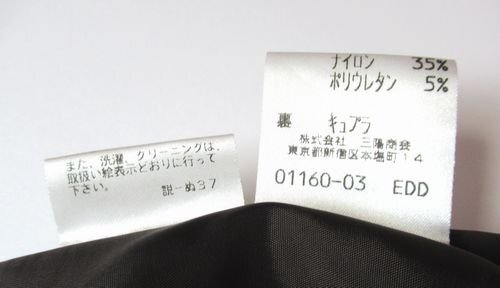 また、洗濯、クリーニングは、
取扱い絵表示どおりに行って
下さい。
説－ぬ37
ナイロン 35%
ポリウレタン 5%
裏 キュプラ
株式会社 三陽商会
東京都新宿区本塩町14
01160-03 EDD